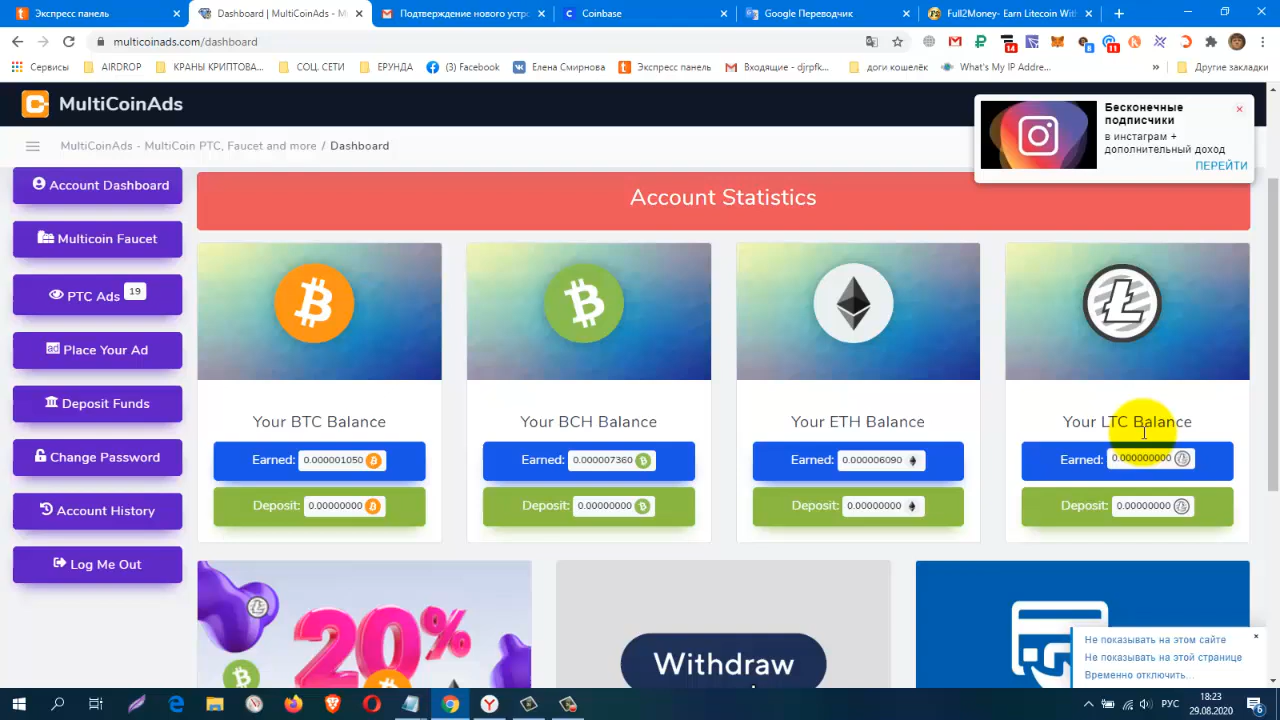 Экспресс панель
Dashboard | MultiCoinAds - M
Подтверждение нового устр
Coinbase
Google Переводчик
Full2Money- Earn Litecoin Wit
multicoinads.com/dashboard
14
8
11
Сервисы
AIRDROP
КРАНЫ КРИПТОВА...
СОЦ. СЕТИ
ЕРУНДА
(3) Facebook
Елена Смирнова
Экспресс панель
Входящие - djrpfk...
доги кошелёк
What's My IP Addre...
»
Другие закладки
MultiCoinAds
Бесконечные
подписчики
в инстаграм +
дополнительный доход
ПЕРЕЙТИ
MultiCoinAds - MultiCoin PTC, Faucet and more / Dashboard
Account Dashboard
Multicoin Faucet
PTC Ads 19
Place Your Ad
Deposit Funds
Change Password
Account History
Log Me Out
Account Statistics
Your BTC Balance
Earned: 0.000001050
Deposit: 0.00000000
Your BCH Balance
Earned: 0.000007360
Deposit: 0.00000000
Your ETH Balance
Earned: 0.000006090
Deposit: 0.00000000
Your LTC Balance
Earned: 0.000000000
Deposit: 0.00000000
20%
Withdraw
Не показывать на этом сайте
Не показывать на этой странице
Временно отключить...
РУС
18:23
29.08.2020
6